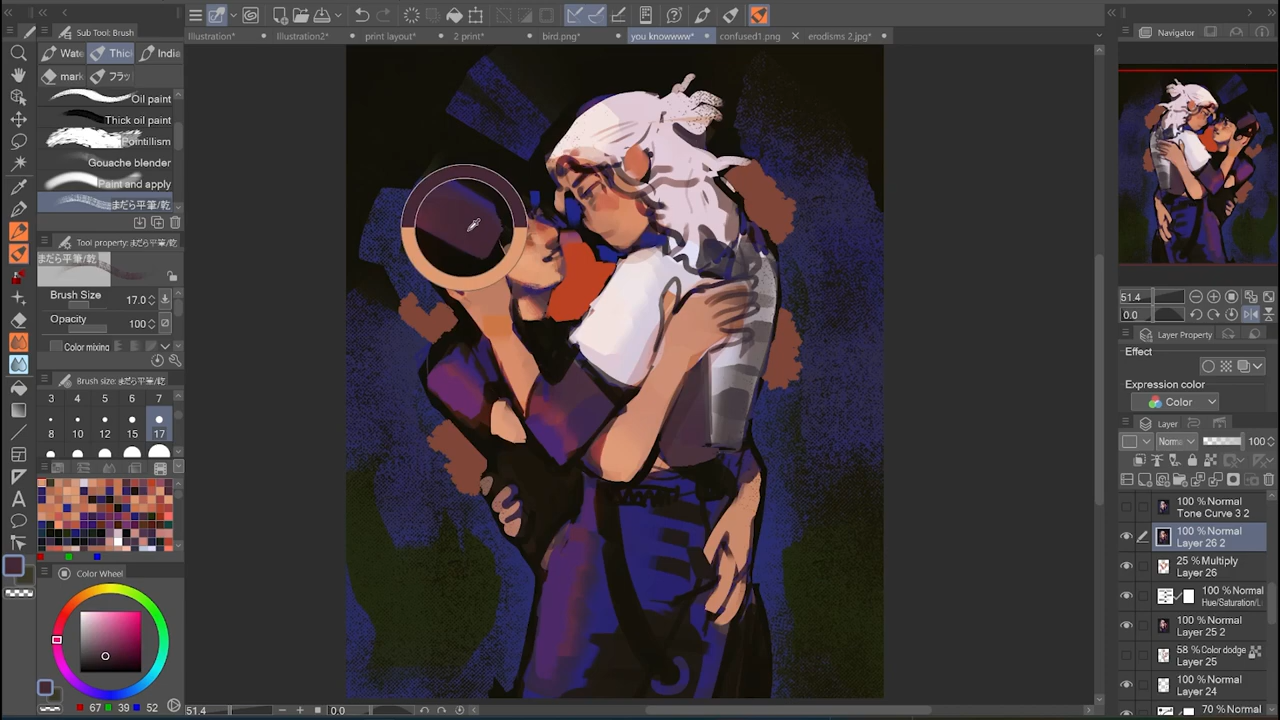 Sub Tool: Brush
Illustration*
Illustration2*
print layout*
2 print*
bird.png*
you knowwww*
confused1.png
erodisms 2.jpg*
Navigator
Wate
Thick
India
mark
フラッ
Oil paint
Thick oil paint
Pointillism
Gouache blender
Paint and apply
まだら平筆/乾
Tool property: まだら平筆/乾
まだら平筆/乾
Brush Size 17.0
Opacity 100
Color mixing
Brush size: まだら平筆/乾
3 4 5 6 7
8 10 12 15 17
Color Wheel
67 39 52
51.4
0.0
51.4
0.0
Layer Property
Effect
Expression color
Color
Layer
Norma 100
100 % Normal
Tone Curve 3 2
100 % Normal
Layer 26 2
25 % Multiply
Layer 26
100 % Normal
Hue/Saturation/L
100 % Normal
Layer 25 2
58 % Color dodge
Layer 25
100 % Normal
Layer 24
70 % Normal